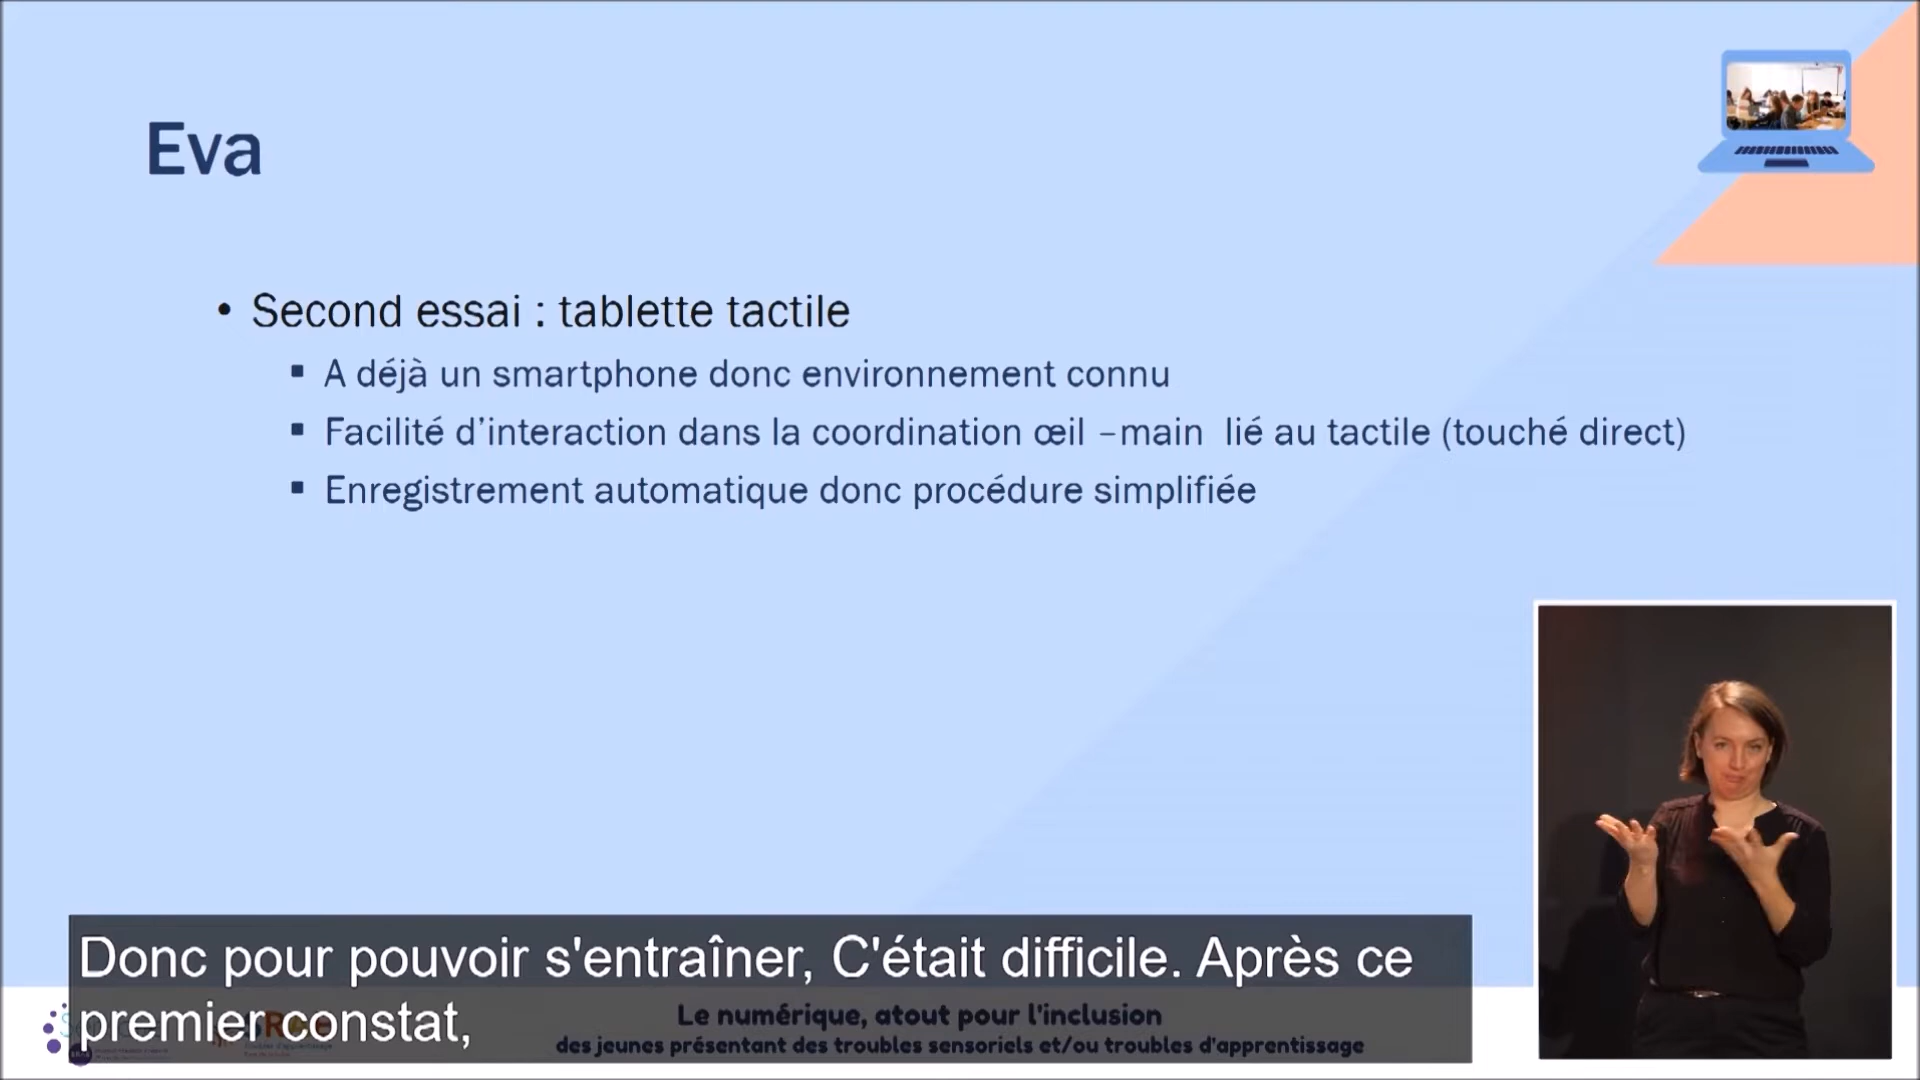 Eva
• Second essai : tablette tactile
▪ A déjà un smartphone donc environnement connu
▪ Facilité d’interaction dans la coordination œil –main  lié au tactile (touché direct)
▪ Enregistrement automatique donc procédure simplifiée
Donc pour pouvoir s'entraîner, C'était difficile. Après ce
premier constat,
Le numérique, atout pour l'inclusion
des jeunes présentant des troubles sensoriels et/ou troubles d'apprentissage